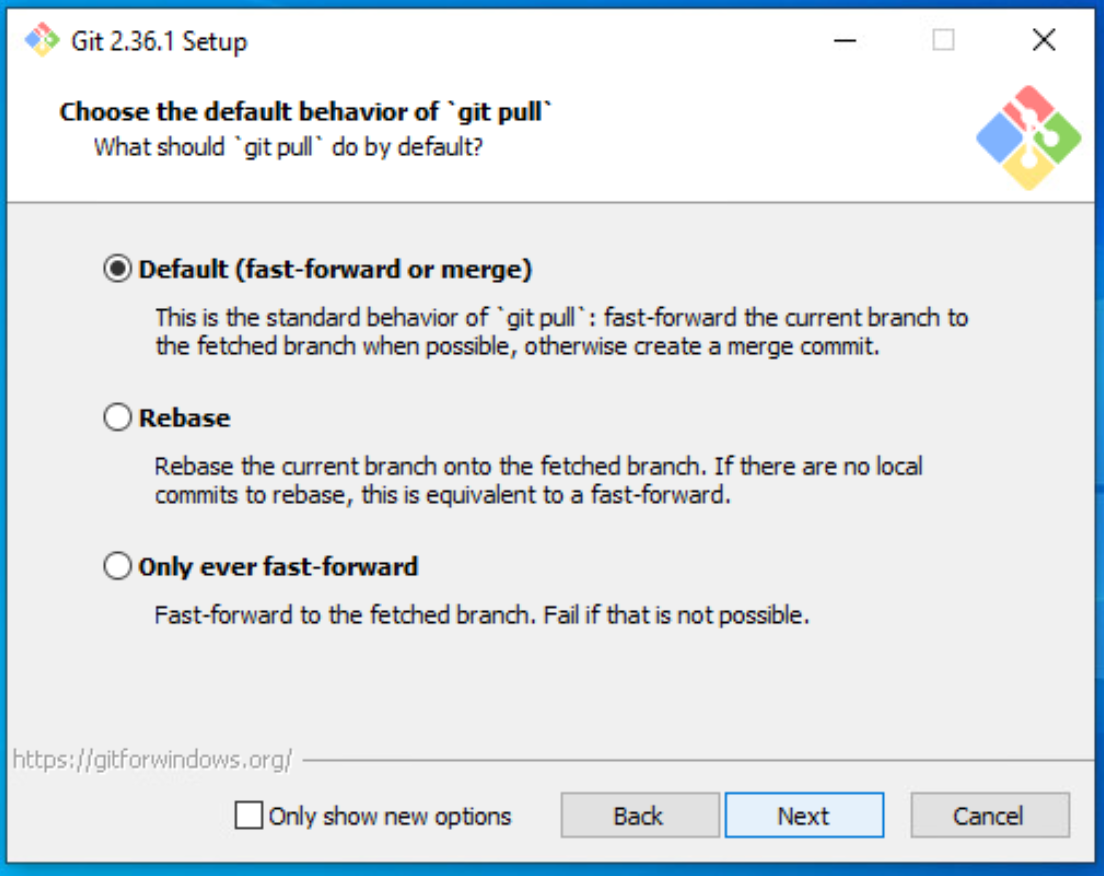 Git 2.36.1 Setup
Choose the default behavior of `git pull`
What should `git pull` do by default?
Default (fast-forward or merge)
This is the standard behavior of `git pull`: fast-forward the current branch to
the fetched branch when possible, otherwise create a merge commit.
Rebase
Rebase the current branch onto the fetched branch. If there are no local
commits to rebase, this is equivalent to a fast-forward.
Only ever fast-forward
Fast-forward to the fetched branch. Fail if that is not possible.
https://gitforwindows.org/
Only show new options Back Next Cancel